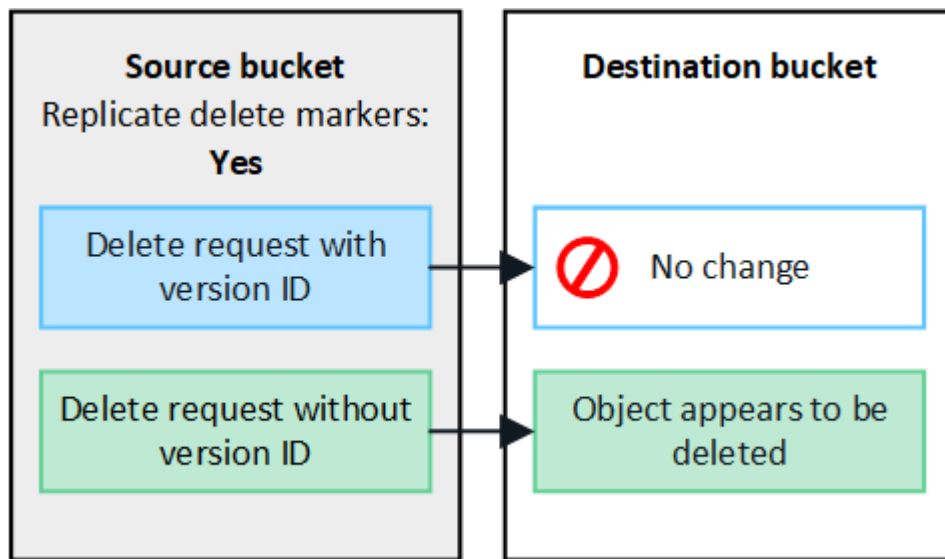 Source bucket
Replicate delete markers:
Yes
Delete request with
version ID
Delete request without
version ID
Destination bucket
No change
Object appears to be
deleted